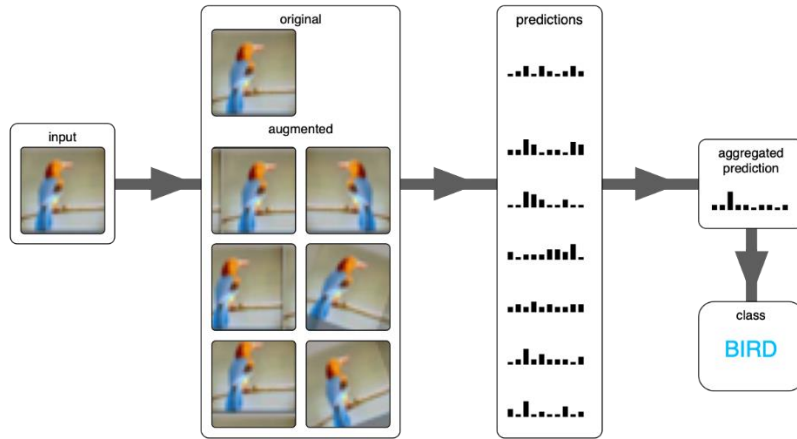 input
original
augmented
predictions
aggregated
prediction
class
BIRD